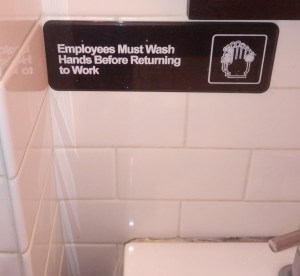 Employees Must Wash
Hands Before Returning
to Work